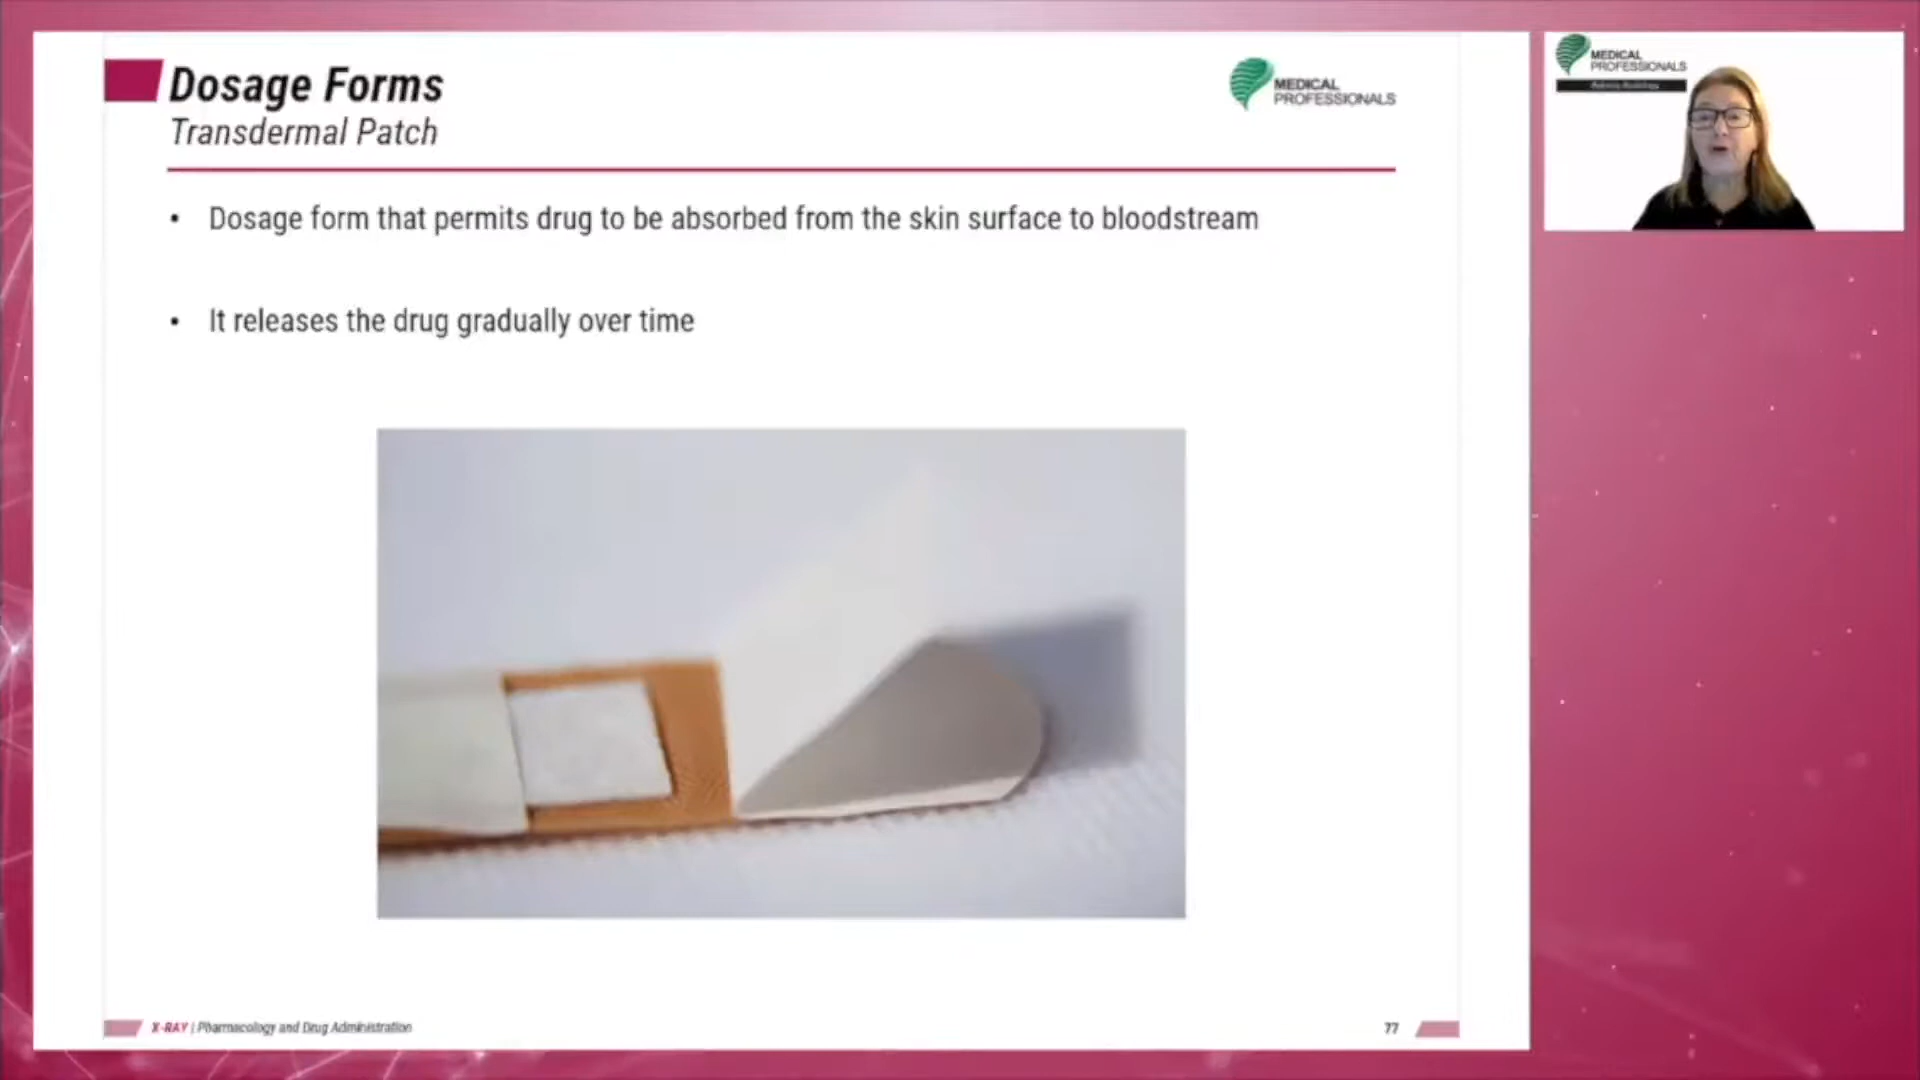 Dosage Forms
Transdermal Patch
MEDICAL
PROFESSIONALS
• Dosage form that permits drug to be absorbed from the skin surface to bloodstream
• It releases the drug gradually over time
X-RAY | Pharmacology and Drug Administration
77
MEDICAL
PROFESSIONALS